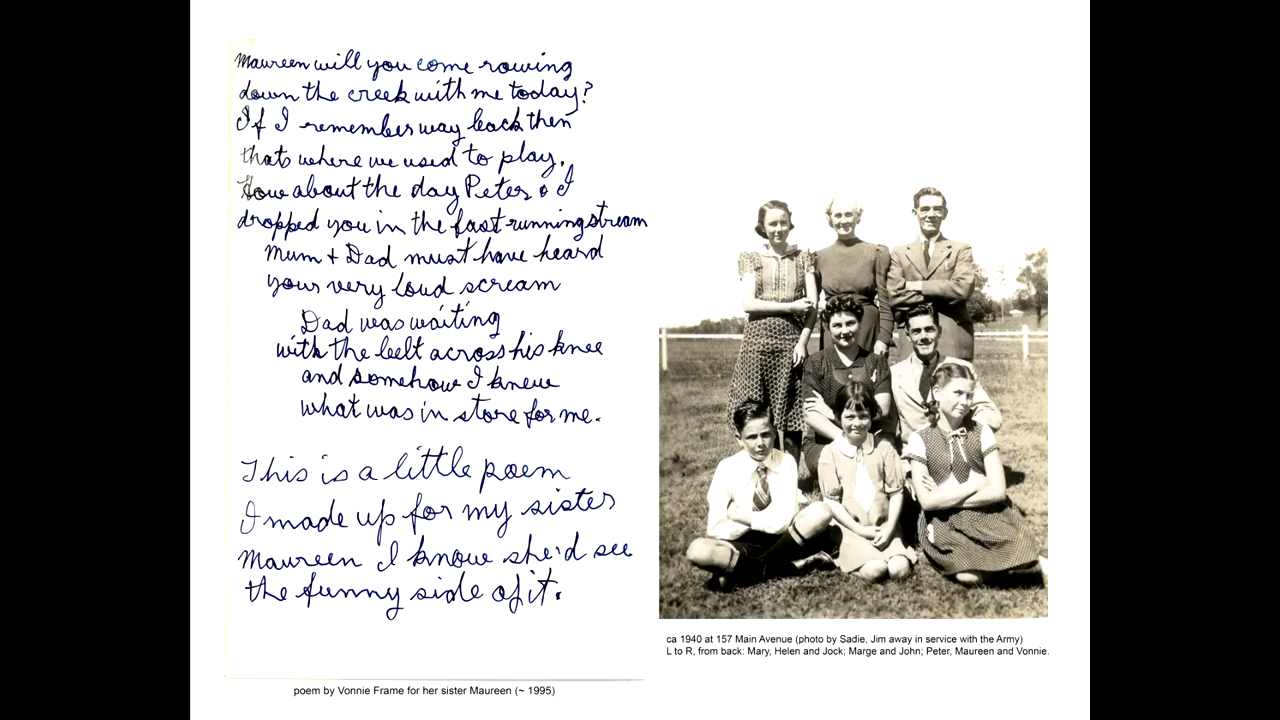 Maureen will you come rowing
down the creek with me today?
If I remember way back then
thats where we used to play.
How about the day Peter & I
dropped you in the fast running stream
Mum + Dad must have heard
your very loud scream
Dad was waiting
with the belt across his knee
and somehow I knew
what was in store for me.
This is a little poem
I made up for my sister
Maureen I know she'd see
the funny side of it.
poem by Vonnie Frame for her sister Maureen (~ 1995)
ca 1940 at 157 Main Avenue (photo by Sadie, Jim away in service with the Army)
L to R, from back: Mary, Helen and Jock; Marge and John; Peter, Maureen and Vonnie.